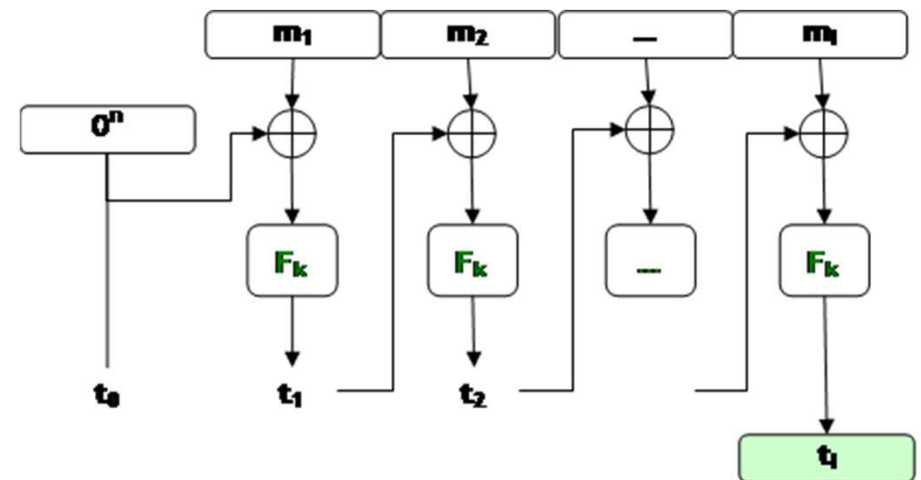 m₁ m₂ ... mₗ
0ⁿ
Fₖ Fₖ ... Fₖ
t₀ t₁ t₂
tₗ